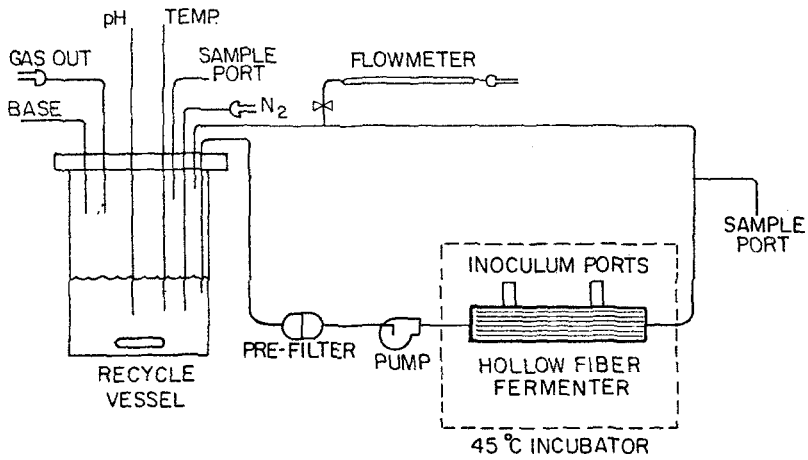 pH TEMP.
GAS OUT
SAMPLE
PORT
FLOWMETER
BASE
N2
SAMPLE
PORT
INOCULUM PORTS
PRE-FILTER
PUMP
HOLLOW FIBER
FERMENTER
RECYCLE
VESSEL
45°C INCUBATOR